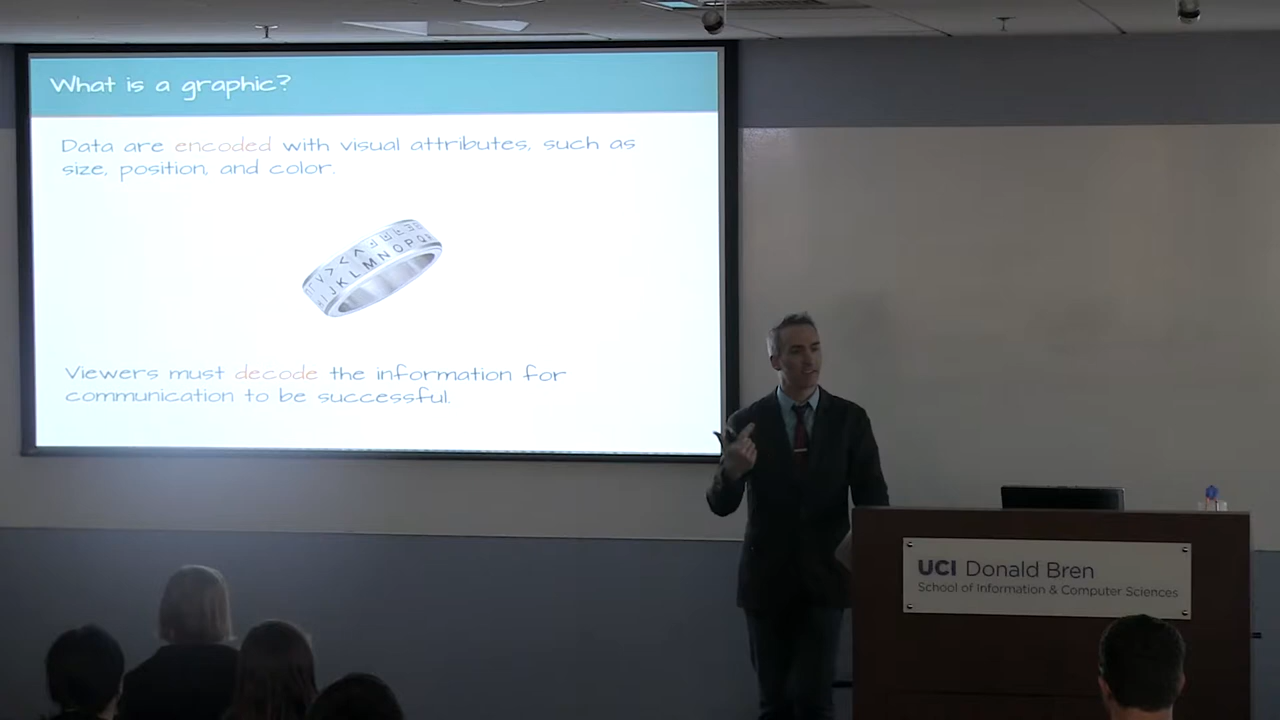 What is a graphic?
Data are encoded with visual attributes, such as
size, position, and color.
J K L M N O P Q
Viewers must decode the information for
communication to be successful.
UCI Donald Bren
School of Information & Computer Sciences